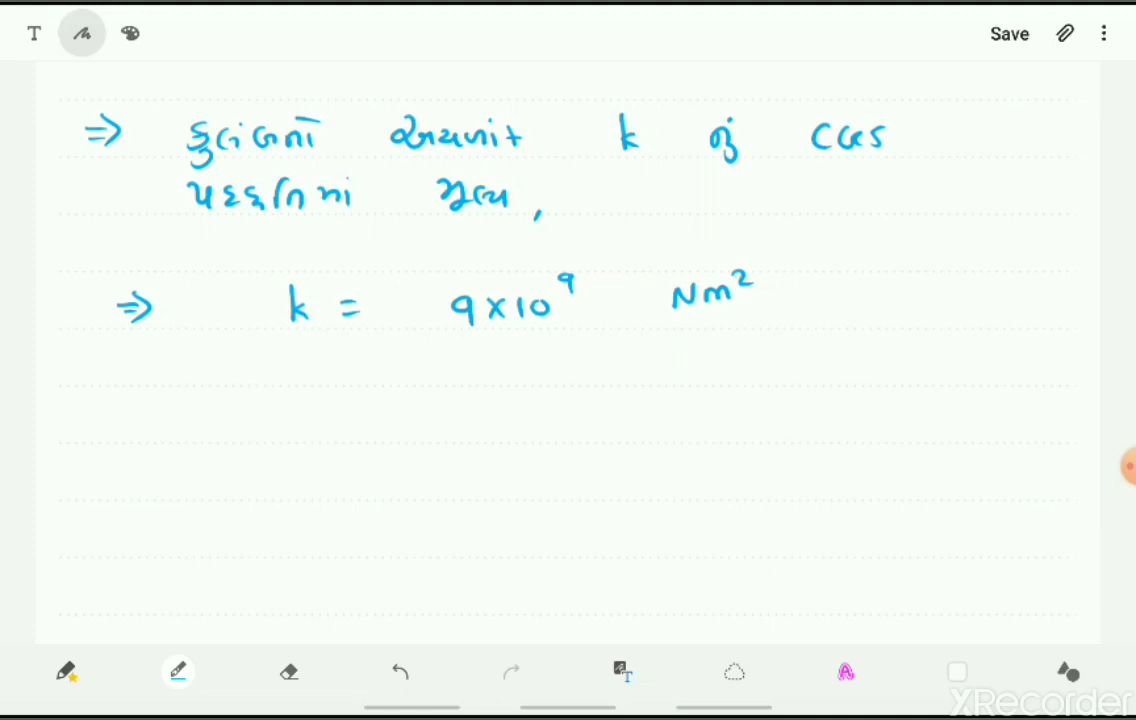 T Save
⇒ કુલંબનો અચળાંક k નું CGS
પદ્ધતિમાં મૂલ્ય,
⇒ k = 9×10⁹ Nm²
XRecorder